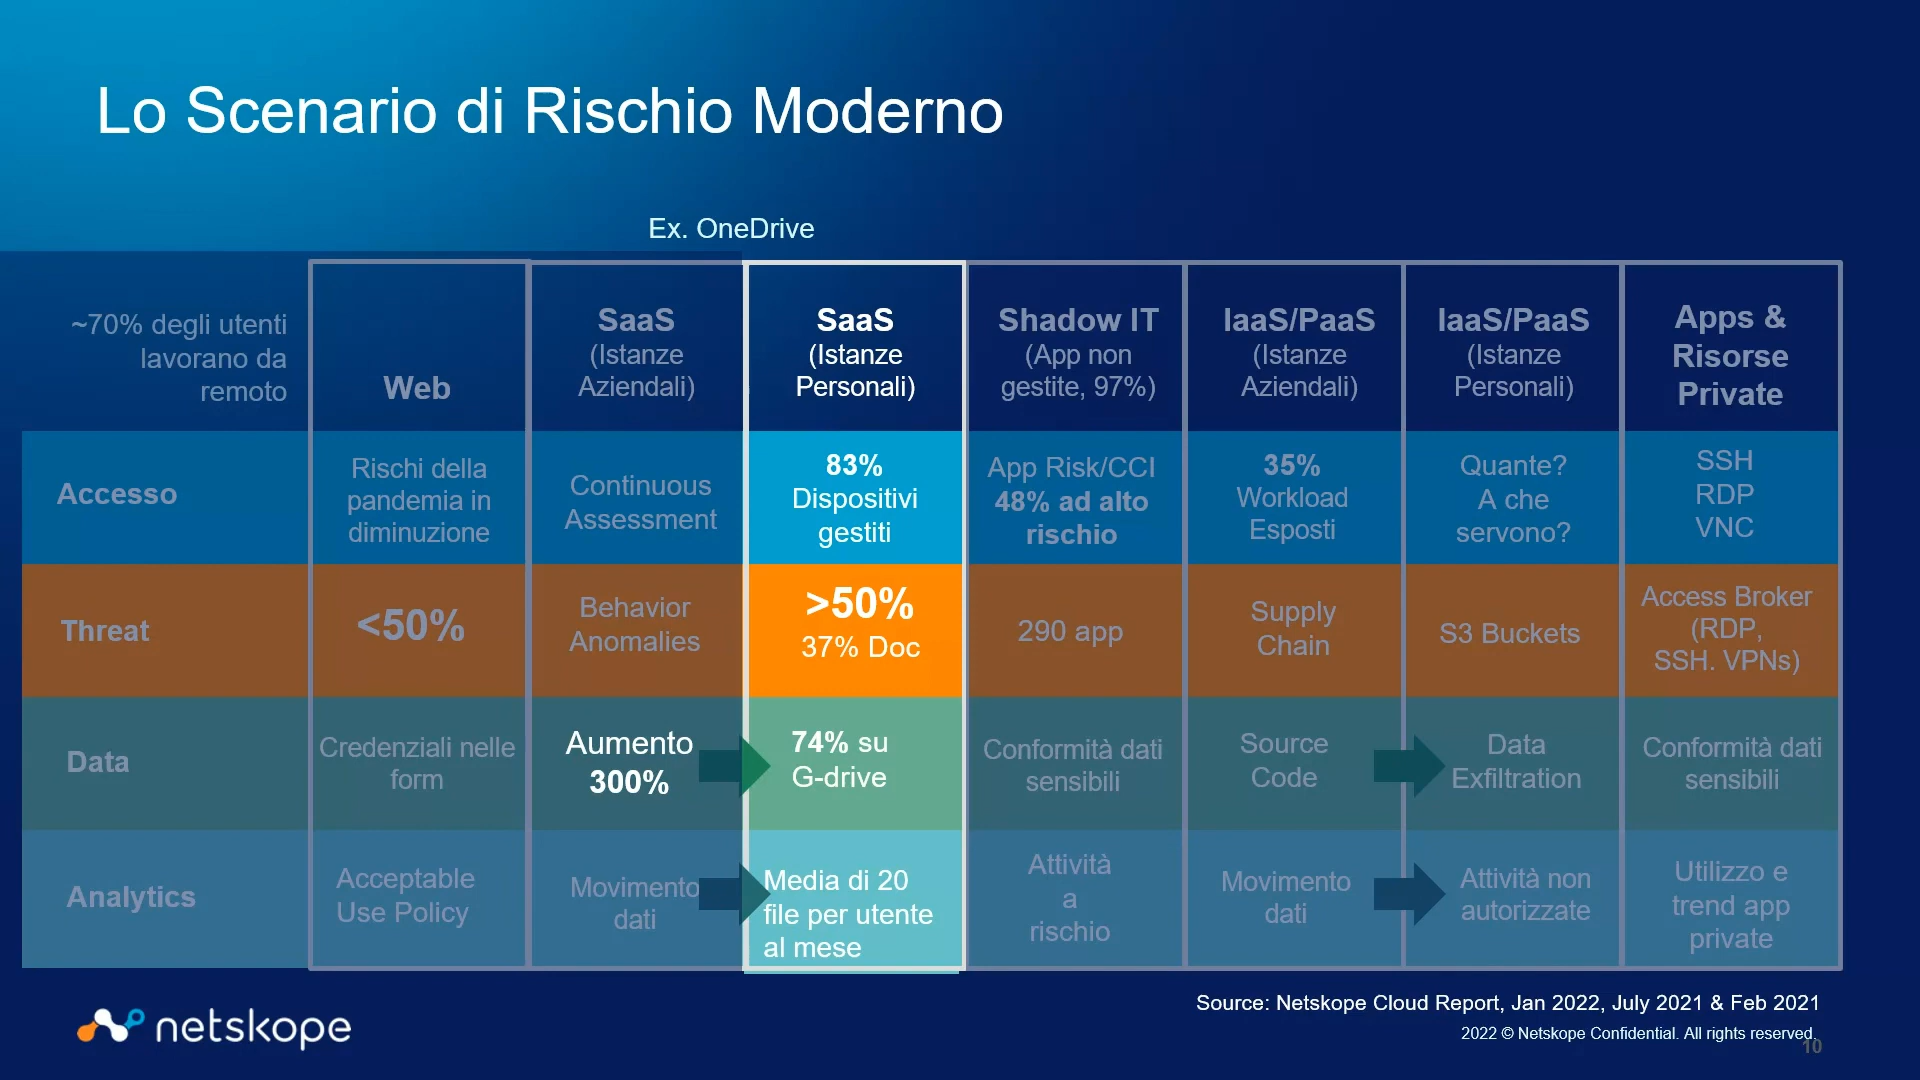 Lo Scenario di Rischio Moderno
Ex. OneDrive
~70% degli utenti
lavorano da
remoto
Web
SaaS
(Istanze
Aziendali)
SaaS
(Istanze
Personali)
Shadow IT
(App non
gestite, 97%)
IaaS/PaaS
(Istanze
Aziendali)
IaaS/PaaS
(Istanze
Personali)
Apps &
Risorse
Private
Accesso
Rischi della
pandemia in
diminuzione
Continuous
Assessment
83%
Dispositivi
gestiti
App Risk/CCI
48% ad alto
rischio
35%
Workload
Esposti
Quante?
A che
servono?
SSH
RDP
VNC
Threat
<50%
Behavior
Anomalies
>50%
37% Doc
290 app
Supply
Chain
S3 Buckets
Access Broker
(RDP,
SSH. VPNs)
Data
Credenziali nelle
form
Aumento
300%
74% su
G-drive
Conformità dati
sensibili
Source
Code
Data
Exfiltration
Conformità dati
sensibili
Analytics
Acceptable
Use Policy
Movimento
dati
Media di 20
file per utente
al mese
Attività
a
rischio
Movimento
dati
Attività non
autorizzate
Utilizzo e
trend app
private
Source: Netskope Cloud Report, Jan 2022, July 2021 & Feb 2021
netskope
2022 © Netskope Confidential. All rights reserved.
10